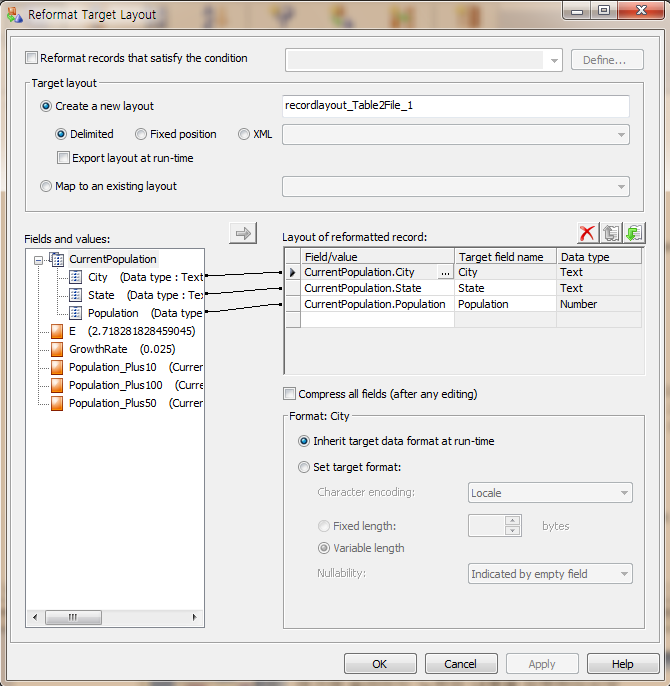 Reformat Target Layout
Reformat records that satisfy the condition
Define...
Target layout
Create a new layout
recordlayout_Table2File_1
Delimited
Fixed position
XML
Export layout at run-time
Map to an existing layout
Fields and values:
CurrentPopulation
City (Data type : Text
State (Data type : Te
Population (Data type
E (2.718281828459045)
GrowthRate (0.025)
Population_Plus10 (Currer
Population_Plus100 (Currer
Population_Plus50 (Currer
Layout of reformatted record:
Field/value Target field name Data type
CurrentPopulation.City ... City Text
CurrentPopulation.State State Text
CurrentPopulation.Population Population Number
Compress all fields (after any editing)
Format: City
Inherit target data format at run-time
Set target format:
Character encoding: Locale
Fixed length: bytes
Variable length
Nullability: Indicated by empty field
OK Cancel Apply Help